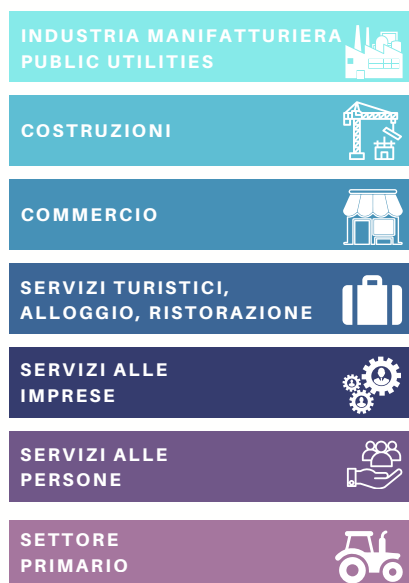 INDUSTRIA MANIFATTURIERA
PUBLIC UTILITIES
COSTRUZIONI
COMMERCIO
SERVIZI TURISTICI,
ALLOGGIO, RISTORAZIONE
SERVIZI ALLE
IMPRESE
SERVIZI ALLE
PERSONE
SETTORE
PRIMARIO